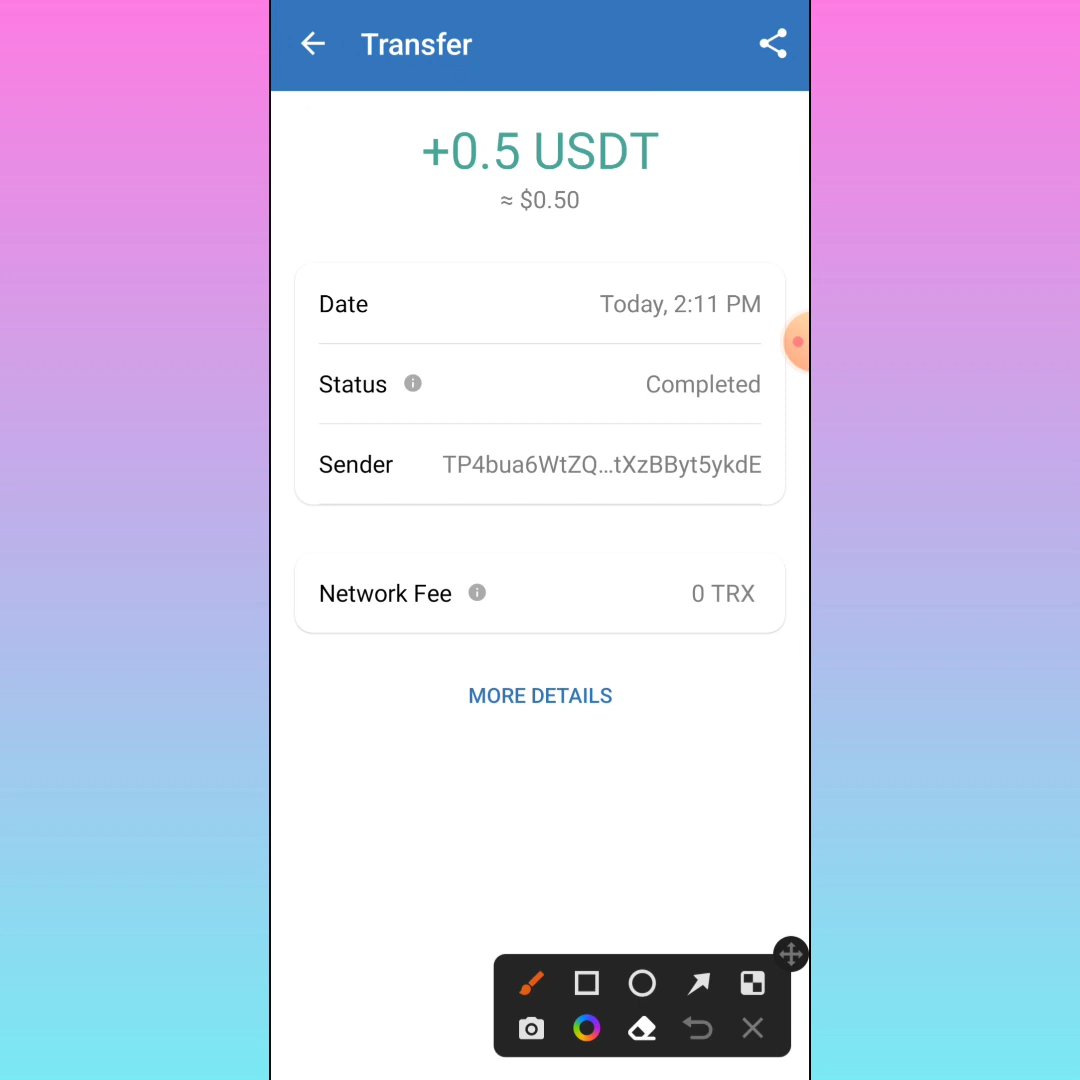 Transfer
+0.5 USDT
≈ $0.50
Date Today, 2:11 PM
Status Completed
Sender TP4bua6WtZQ...tXzBByt5ykdE
Network Fee 0 TRX
MORE DETAILS